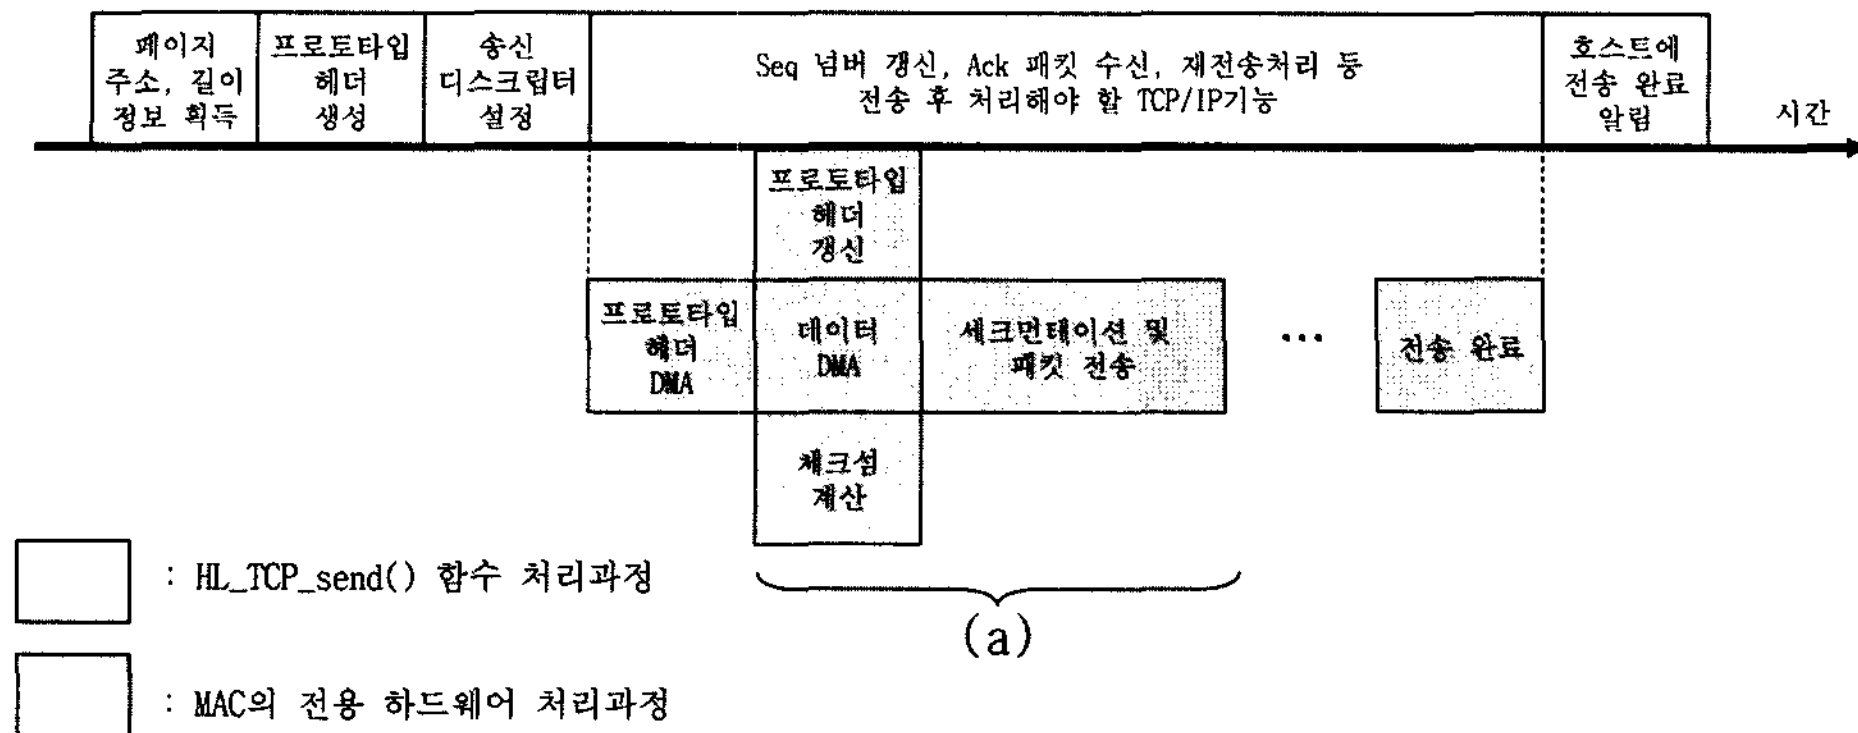 페이지
주소, 길이
정보 획득
프로토타입
헤더
생성
송신
디스크립터
설정
Seq 넘버 갱신, Ack 패킷 수신, 재전송처리 등
전송 후 처리해야 할 TCP/IP기능
호스트에
전송 완료
알림
시간
프로토타입
헤더
갱신
프로토타입
헤더
DMA
데이터
DMA
세크먼테이션 및
패킷 전송
...
전송 완료
체크섬
계산
(a)
: HL_TCP_send() 함수 처리과정
: MAC의 전용 하드웨어 처리과정